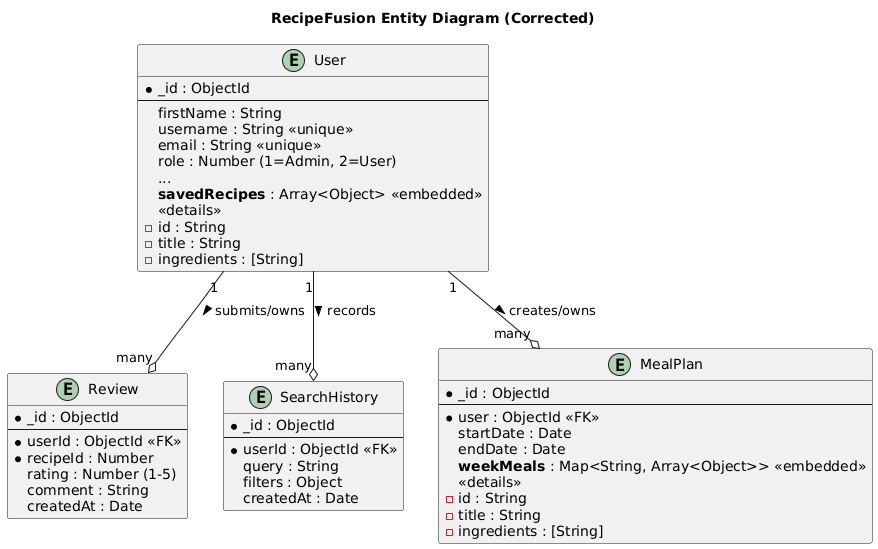 RecipeFusion Entity Diagram (Corrected)
E User
_id : ObjectId
firstName : String
username : String «unique»
email : String «unique»
role : Number (1=Admin, 2=User)
...
savedRecipes : Array<Object> «embedded»
«details»
id : String
title : String
ingredients : [String]
1
1
1
submits/owns
records
creates/owns
many
many
many
E Review
_id : ObjectId
userId : ObjectId «FK»
recipeId : Number
rating : Number (1-5)
comment : String
createdAt : Date
E SearchHistory
_id : ObjectId
userId : ObjectId «FK»
query : String
filters : Object
createdAt : Date
E MealPlan
_id : ObjectId
user : ObjectId «FK»
startDate : Date
endDate : Date
weekMeals : Map<String, Array<Object>> «embedded»
«details»
id : String
title : String
ingredients : [String]